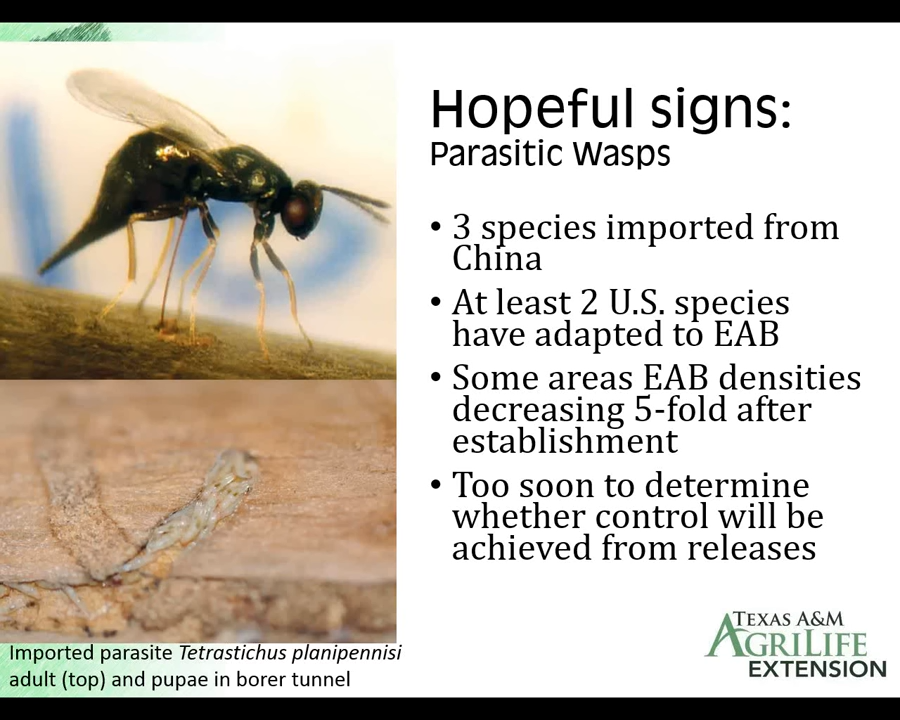 Hopeful signs:
Parasitic Wasps
• 3 species imported from
China
• At least 2 U.S. species
have adapted to EAB
• Some areas EAB densities
decreasing 5-fold after
establishment
• Too soon to determine
whether control will be
achieved from releases
Imported parasite Tetrastichus planipennisi
adult (top) and pupae in borer tunnel
TEXAS A&M
AGRILIFE
EXTENSION